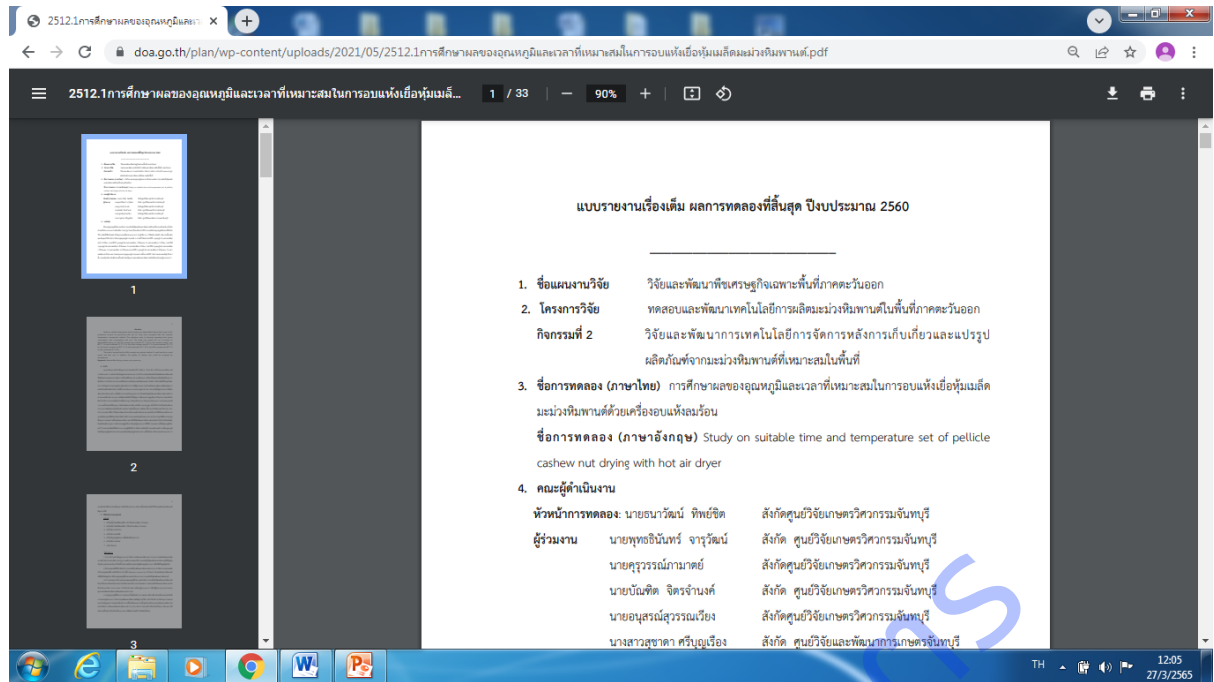 2512.1การศึกษาผลของอุณหภูมิและเว
doa.go.th/plan/wp-content/uploads/2021/05/2512.1การศึกษาผลของอุณหภูมิและเวลาที่เหมาะสมในการอบแห้งเยื่อหุ้มเมล็ดมะม่วงหิมพานต์.pdf
2512.1การศึกษาผลของอุณหภูมิและเวลาที่เหมาะสมในการอบแห้งเยื่อหุ้มเมล็... 1 / 33 90%
แบบรายงานเรื่องเต็ม ผลการทดลองที่สิ้นสุด ปีงบประมาณ 2560
1. ชื่อแผนงานวิจัย วิจัยและพัฒนาพืชเศรษฐกิจเฉพาะพื้นที่ภาคตะวันออก
2. โครงการวิจัย ทดสอบและพัฒนาเทคโนโลยีการผลิตมะม่วงหิมพานต์ในพื้นที่ภาคตะวันออก
กิจกรรมที่ 2 วิจัยและพัฒนาการเทคโนโลยีการจัดการหลังการเก็บเกี่ยวและแปรรูป
ผลิตภัณฑ์จากมะม่วงหิมพานต์ที่เหมาะสมในพื้นที่
3. ชื่อการทดลอง (ภาษาไทย) การศึกษาผลของอุณหภูมิและเวลาที่เหมาะสมในการอบแห้งเยื่อหุ้มเมล็ด
มะม่วงหิมพานต์ด้วยเครื่องอบแห้งลมร้อน
ชื่อการทดลอง (ภาษาอังกฤษ) Study on suitable time and temperature set of pellicle
cashew nut drying with hot air dryer
4. คณะผู้ดำเนินงาน
หัวหน้าการทดลอง: นายธนาวัฒน์ ทิพย์ชิต สังกัดศูนย์วิจัยเกษตรวิศวกรรมจันทบุรี
ผู้ร่วมงาน นายพุทธธินันทร์ จารุวัฒน์ สังกัด ศูนย์วิจัยเกษตรวิศวกรรมจันทบุรี
นายคุรุวรรณ์ภามาตย์ สังกัดศูนย์วิจัยเกษตรวิศวกรรมจันทบุรี
นายบัณฑิต จิตรจำนงค์ สังกัด ศูนย์วิจัยเกษตรวิศวกรรมจันทบุรี
นายอนุสรณ์สุวรรณเวียง สังกัดศูนย์วิจัยเกษตรวิศวกรรมจันทบุรี
นางสาวสุชาดา ศรีบุญเรือง สังกัด ศูนย์วิจัยและพัฒนาการเกษตรจันทบุรี
1
2
3
ns
TH
12:05
27/3/2565